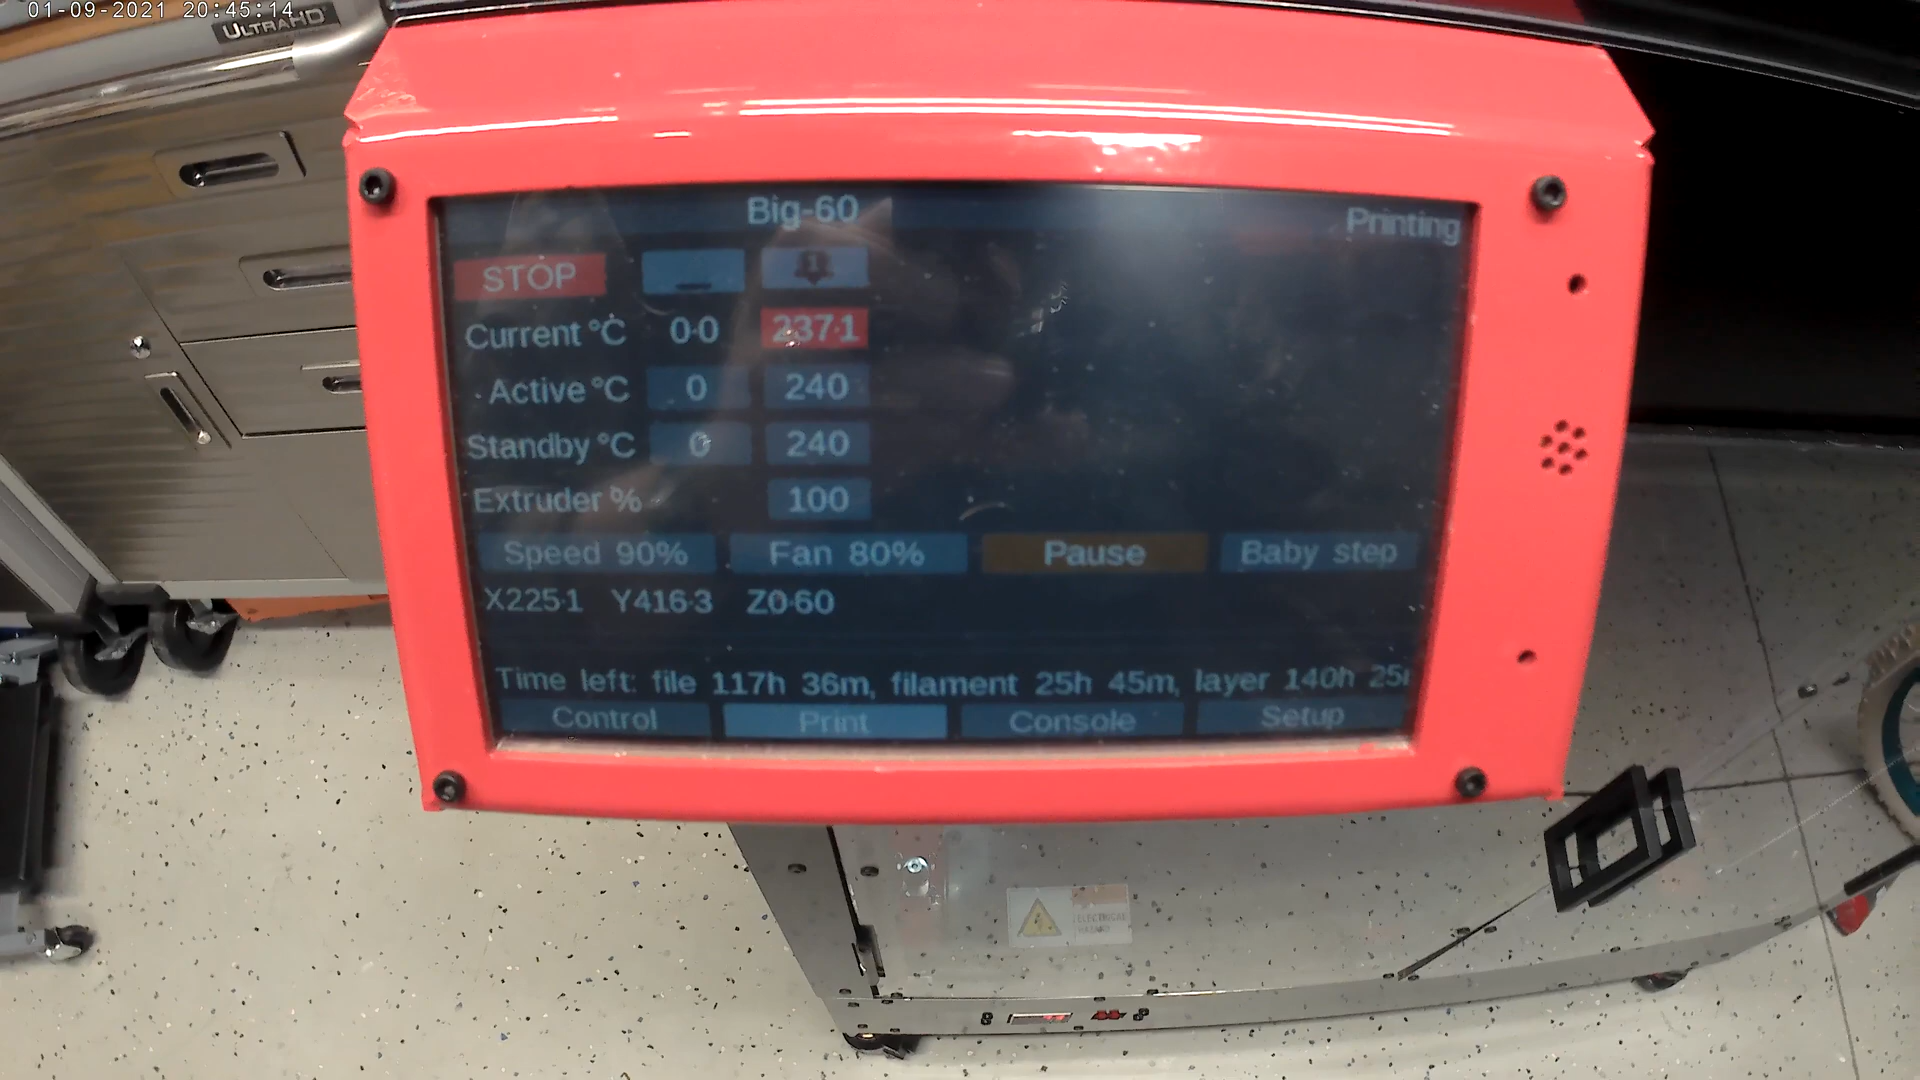 01-09-2021 20:45:14
ULTRAHD
Big-60
Printing
STOP
1
Current °C 0.0 237.1
Active °C 0 240
Standby °C 0 240
Extruder % 100
Speed 90% Fan 80% Pause Baby step
X225.1 Y416.3 Z0.60
Time left: file 117h 36m, filament 25h 45m, layer 140h 25
Control Print Console Setup
ELECTRICAL
HAZARD